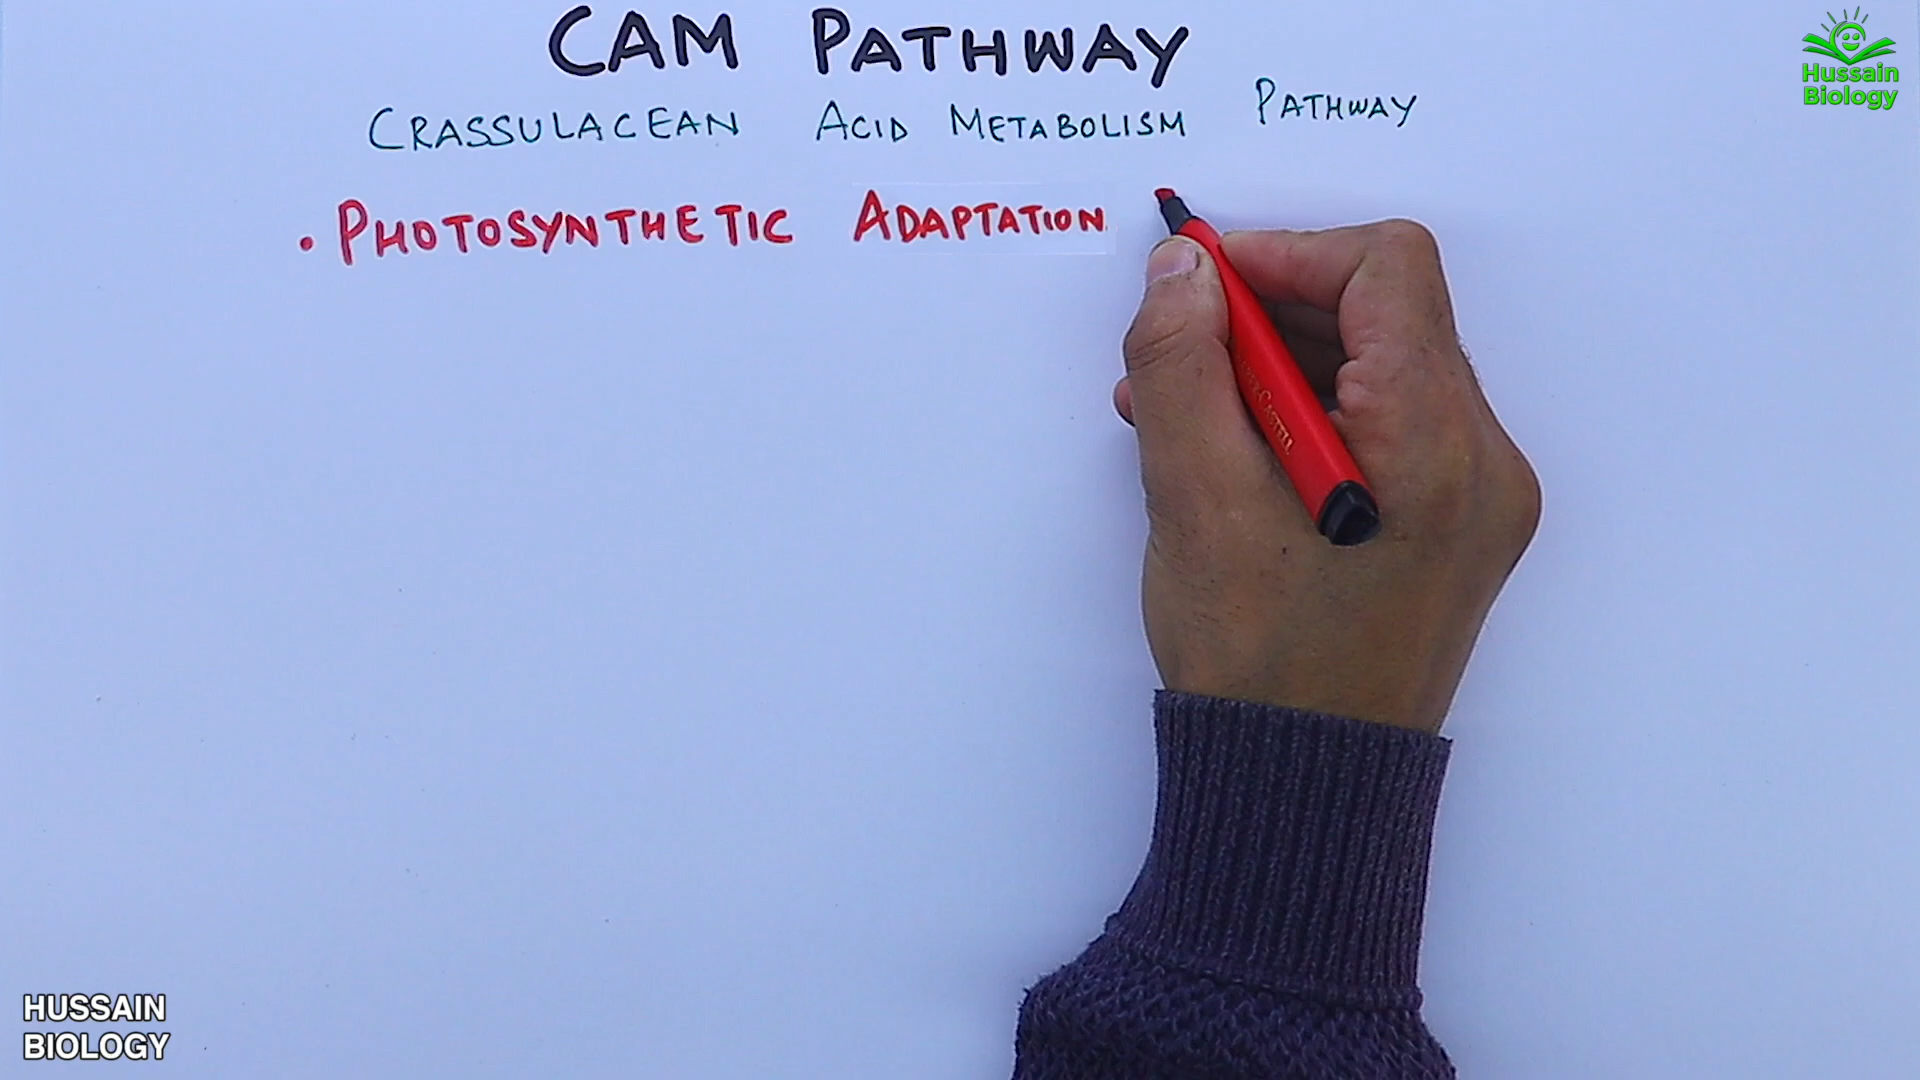 CAM PATHWAY
CRASSULACEAN ACID METABOLISM PATHWAY
• PHOTOSYNTHETIC ADAPTATION
Hussain
Biology
HUSSAIN
BIOLOGY